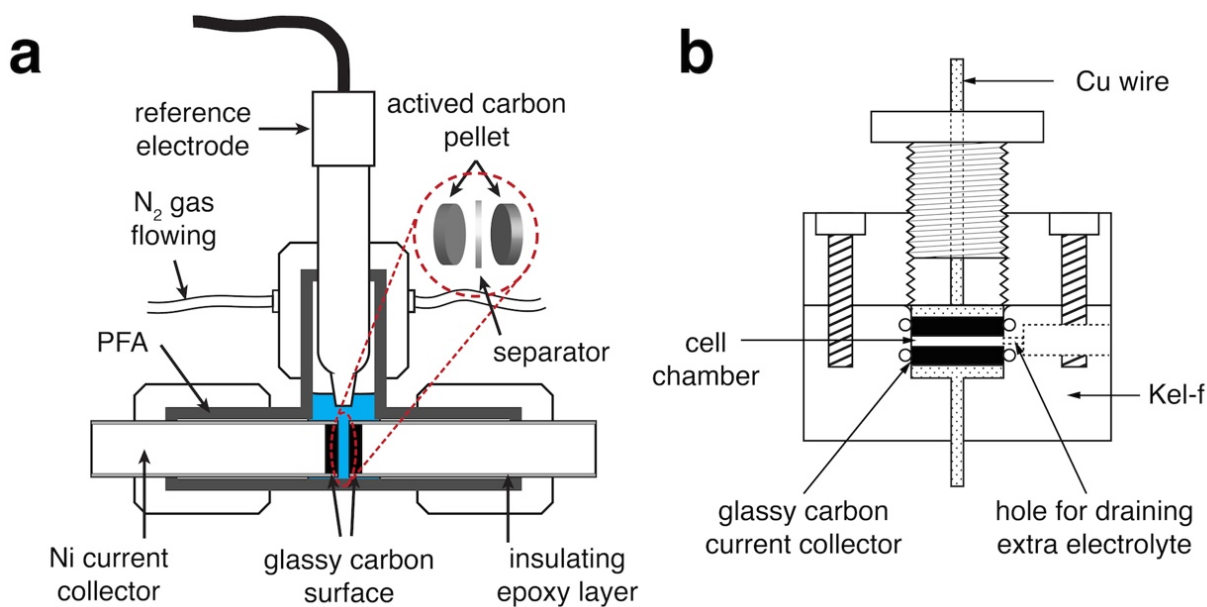 a
reference
electrode
actived carbon
pellet
N₂ gas
flowing
PFA
separator
Ni current
collector
glassy carbon
surface
insulating
epoxy layer
b
Cu wire
cell
chamber
Kel-f
glassy carbon
current collector
hole for draining
extra electrolyte